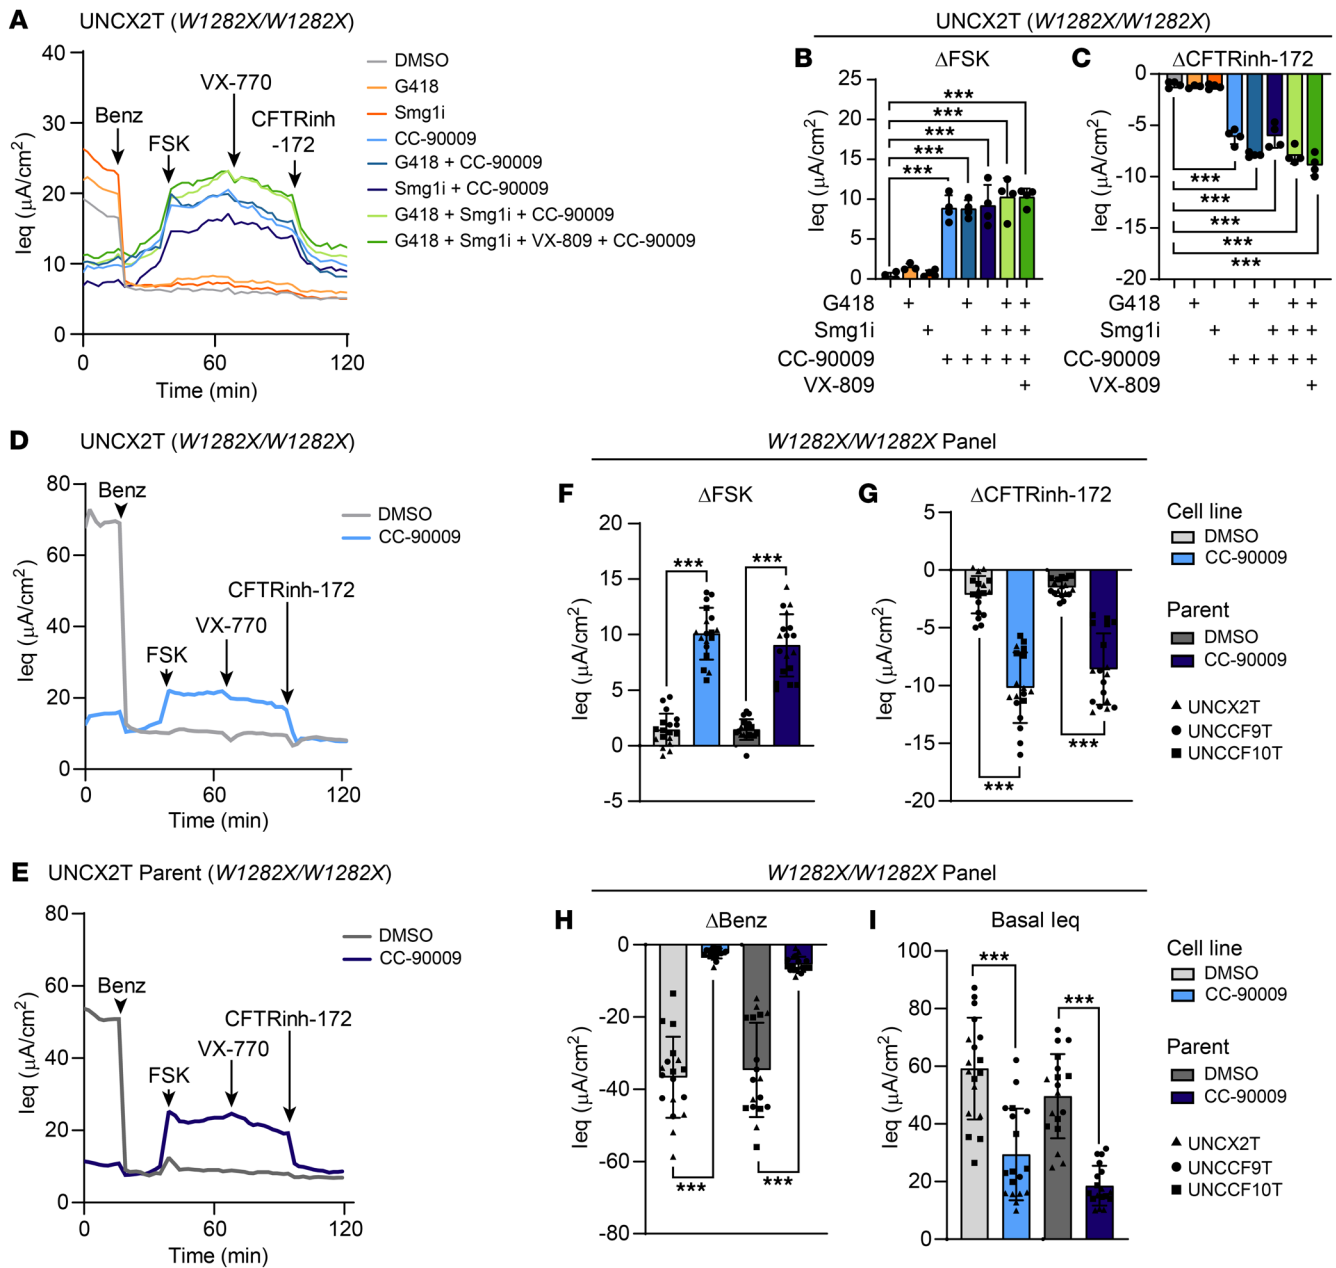 A
UNCX2T (W1282X/W1282X)
40
30
20
10
0
Ieq (μA/cm2)
Benz
FSK
VX-770
CFTRinh
-172
0
60
120
Time (min)
DMSO
G418
Smg1i
CC-90009
G418 + CC-90009
Smg1i + CC-90009
G418 + Smg1i + CC-90009
G418 + Smg1i + VX-809 + CC-90009
UNCX2T (W1282X/W1282X)
B
ΔFSK
25
20
15
10
5
0
Ieq (μA/cm2)
***
***
***
***
***
G418 + + + +
Smg1i + + + +
CC-90009 + + + + +
VX-809 +
C
ΔCFTRinh-172
0
-5
-10
-15
-20
Ieq (μA/cm2)
***
***
***
***
***
G418 + + + +
Smg1i + + + +
CC-90009 + + + + +
VX-809 +
D
UNCX2T (W1282X/W1282X)
80
60
40
20
0
Ieq (μA/cm2)
Benz
FSK
VX-770
CFTRinh-172
0
60
120
Time (min)
DMSO
CC-90009
W1282X/W1282X Panel
F
ΔFSK
20
15
10
5
0
-5
Ieq (μA/cm2)
***
***
G
ΔCFTRinh-172
5
0
-5
-10
-15
-20
Ieq (μA/cm2)
***
***
Cell line
DMSO
CC-90009
Parent
DMSO
CC-90009
UNCX2T
UNCCF9T
UNCCF10T
E
UNCX2T Parent (W1282X/W1282X)
80
60
40
20
0
Ieq (μA/cm2)
Benz
FSK
VX-770
CFTRinh-172
0
60
120
Time (min)
DMSO
CC-90009
W1282X/W1282X Panel
H
ΔBenz
0
-20
-40
-60
-80
Ieq (μA/cm2)
***
***
I
Basal Ieq
100
80
60
40
20
0
Ieq (μA/cm2)
***
***
Cell line
DMSO
CC-90009
Parent
DMSO
CC-90009
UNCX2T
UNCCF9T
UNCCF10T